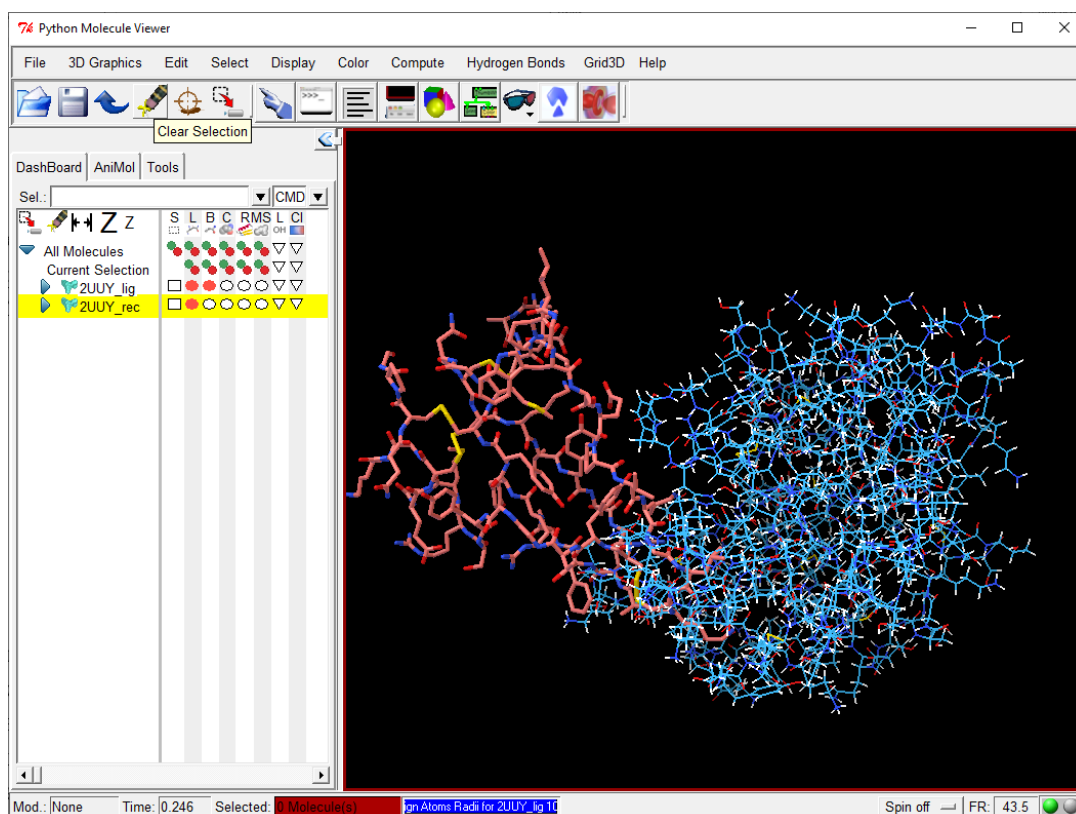 Python Molecule Viewer
File 3D Graphics Edit Select Display Color Compute Hydrogen Bonds Grid3D Help
>>>_
Clear Selection
DashBoard AniMol Tools
Sel.: CMD
Z Z S L B C R MS L Cl
OH
All Molecules
Current Selection
2UUY_lig
2UUY_rec
Mod.: None Time: 0.246 Selected: 0 Molecule(s) ign Atoms Radii for 2UUY_lig 10 Spin off FR: 43.5